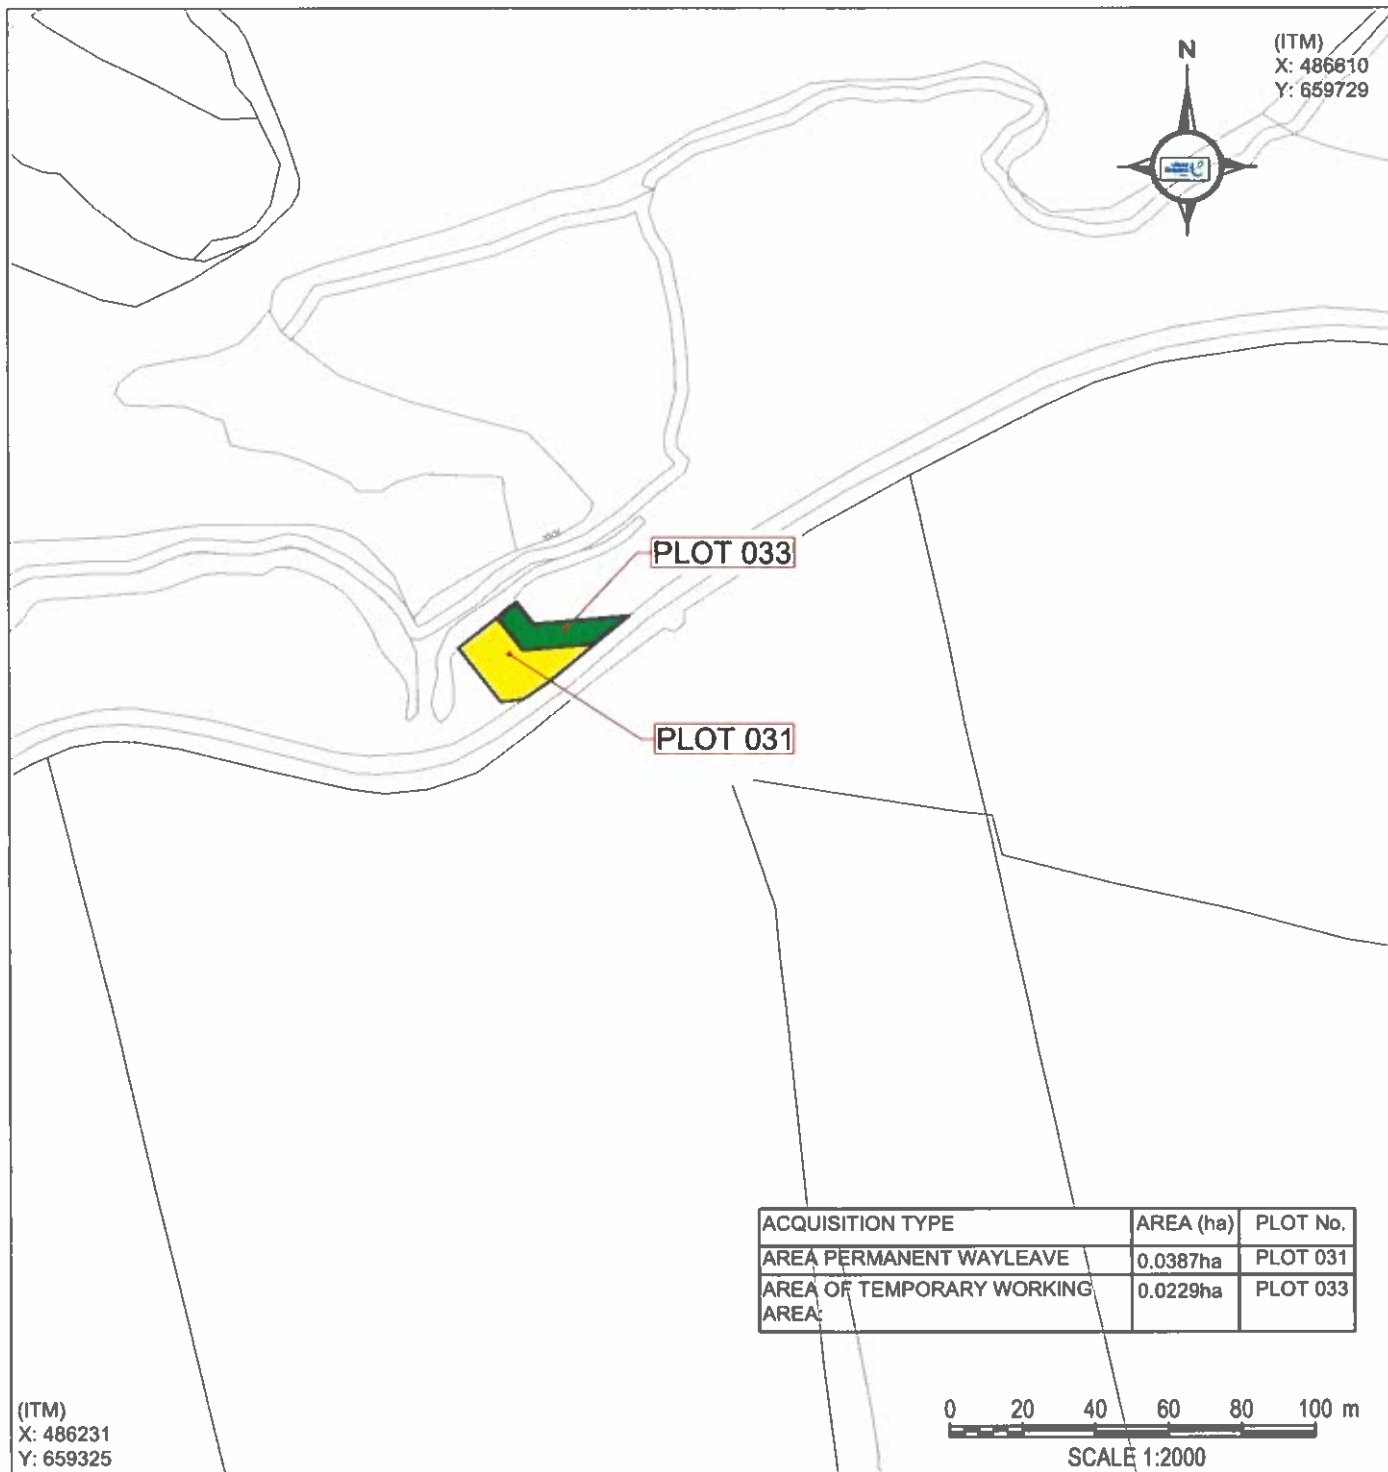 N
(ITM)
X: 486610
Y: 659729
PLOT 033
PLOT 031
ACQUISITION TYPE AREA (ha) PLOT No.
AREA PERMANENT WAYLEAVE 0.0387ha PLOT 031
AREA OF TEMPORARY WORKING 0.0229ha PLOT 033
AREA:
(ITM)
X: 486231
Y: 659325
0 20 40 60 80 100 m
SCALE 1:2000